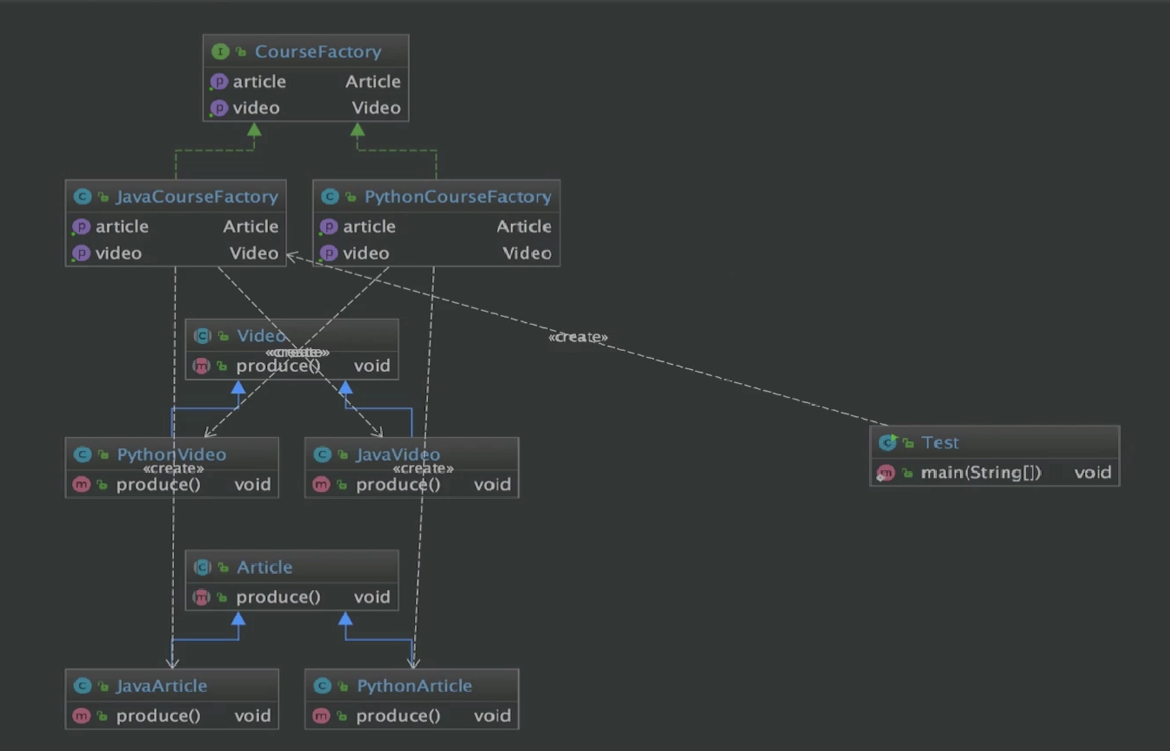 CourseFactory
article Article
video Video
JavaCourseFactory
article Article
video Video
PythonCourseFactory
article Article
video Video
«create»
Video
«create»
«create»
produce() void
PythonVideo
«create»
produce() void
JavaVideo
«create»
produce() void
Test
main(String[]) void
Article
produce() void
JavaArticle
produce() void
PythonArticle
produce() void